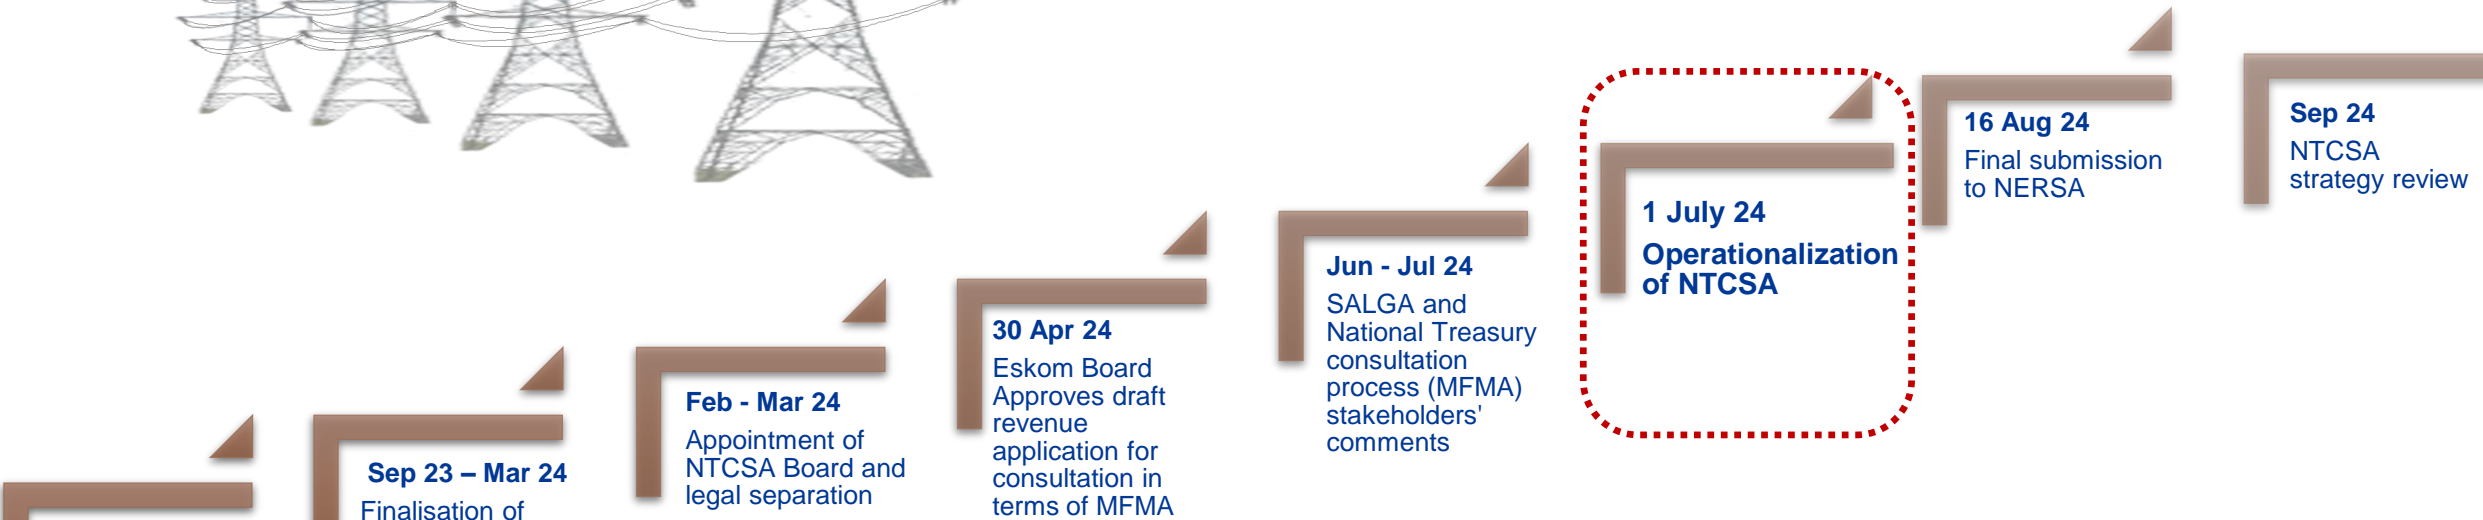 Sep 23 – Mar 24
Finalisation of
Feb - Mar 24
Appointment of
NTCSA Board and
legal separation
30 Apr 24
Eskom Board
Approves draft
revenue
application for
consultation in
terms of MFMA
Jun - Jul 24
SALGA and
National Treasury
consultation
process (MFMA)
stakeholders'
comments
1 July 24
Operationalization
of NTCSA
16 Aug 24
Final submission
to NERSA
Sep 24
NTCSA
strategy review